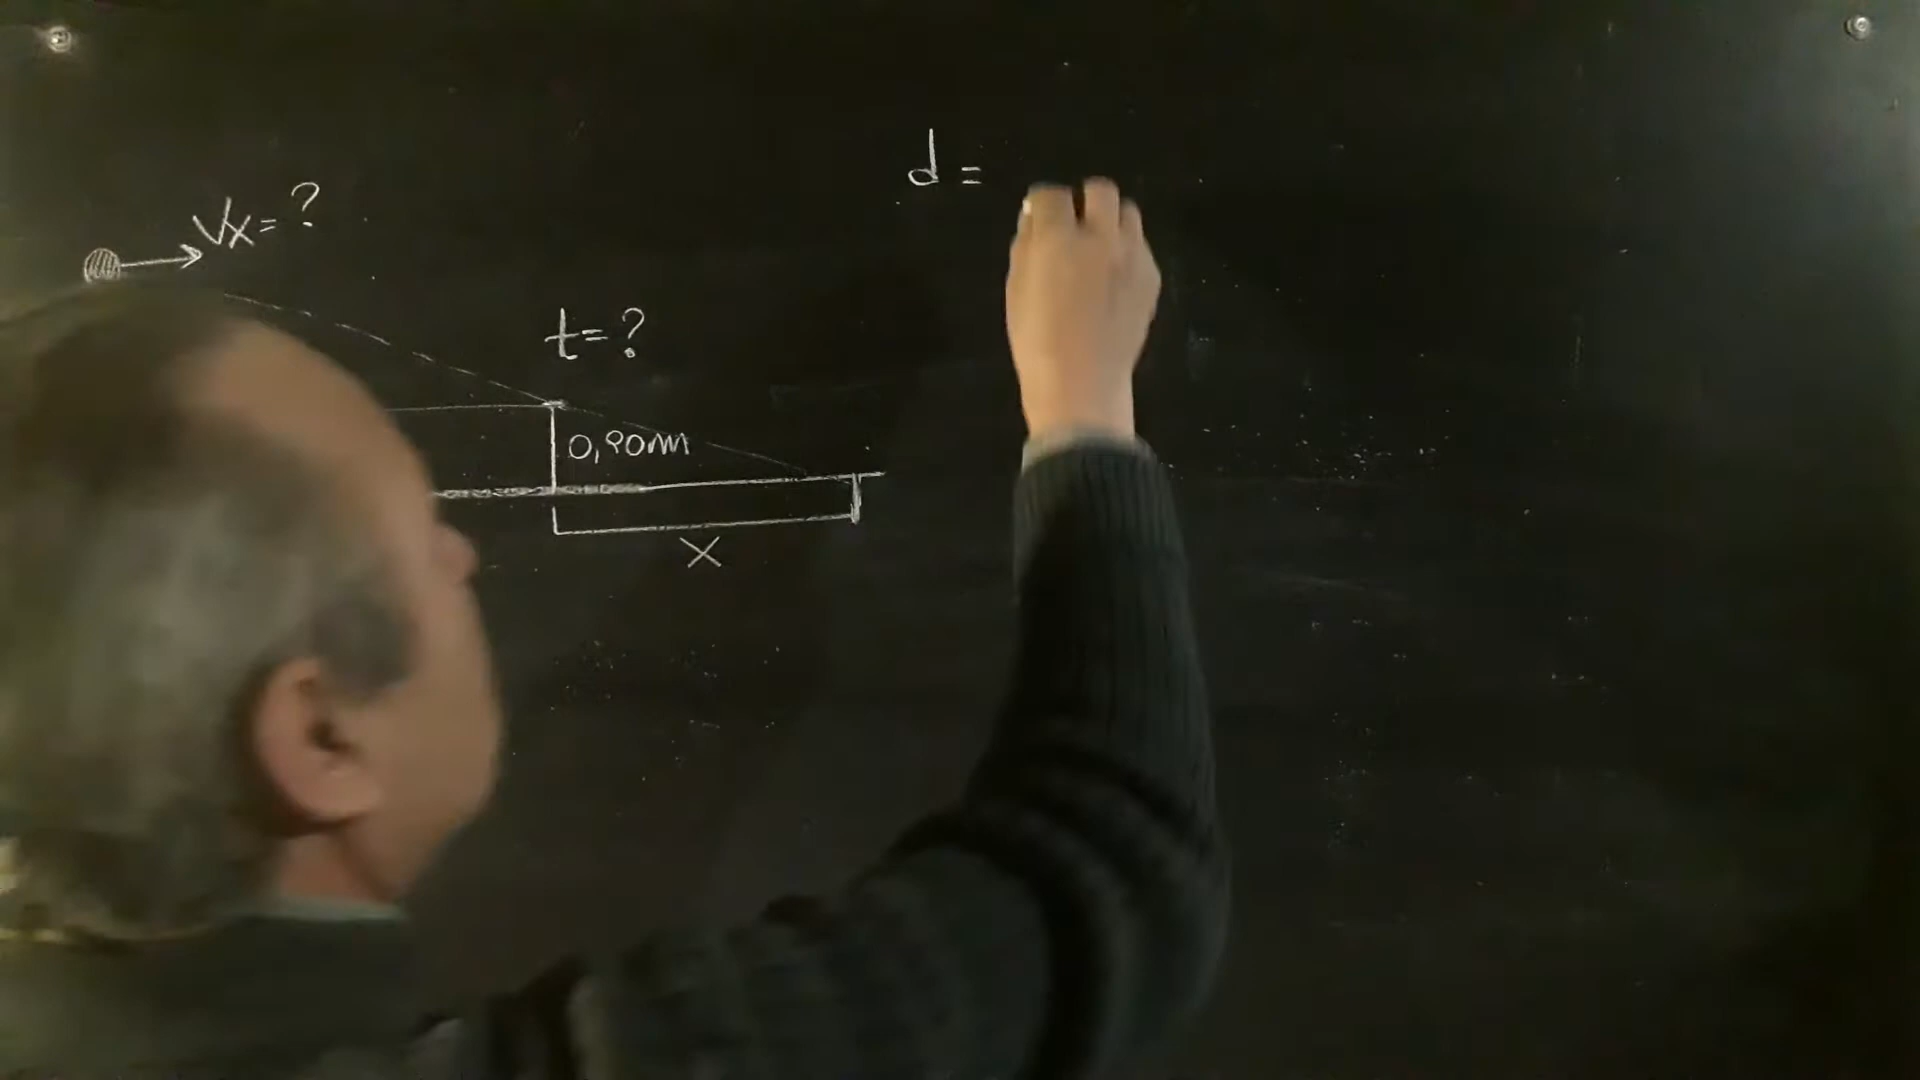 d =
Vx = ?
t = ?
0,90m
X